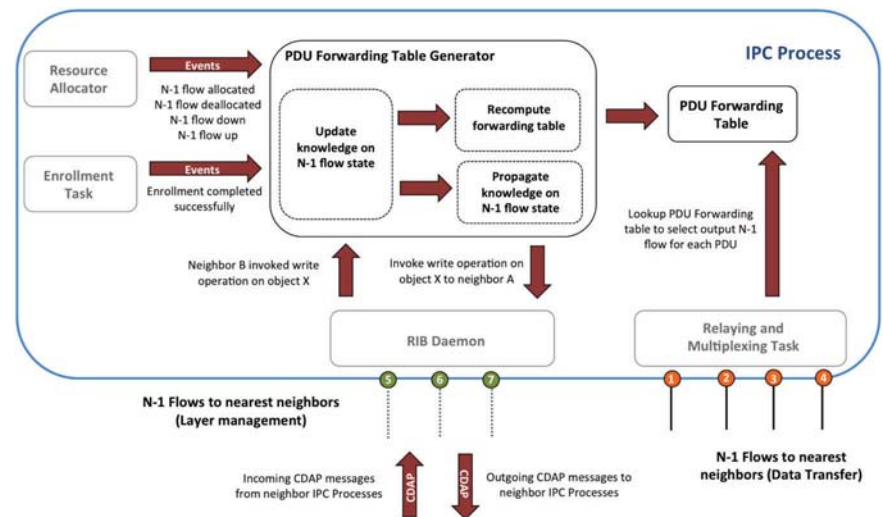 IPC Process
PDU Forwarding Table Generator
Resource
Allocator
Events
N-1 flow allocated
N-1 flow deallocated
N-1 flow down
N-1 flow up
Enrollment
Task
Events
Enrollment completed
successfully
Update
knowledge on
N-1 flow state
Recompute
forwarding table
Propagate
knowledge on
N-1 flow state
PDU Forwarding
Table
Lookup PDU Forwarding
table to select output N-1
flow for each PDU
Neighbor B invoked write
operation on object X
Invoke write operation on
object X to neighbor A
RIB Daemon
Relaying and
Multiplexing Task
5
6
7
1
2
3
4
N-1 Flows to nearest neighbors
(Layer management)
N-1 Flows to nearest
neighbors (Data Transfer)
Incoming CDAP messages
from neighbor IPC Processes
CDAP
CDAP
Outgoing CDAP messages to
neighbor IPC Processes